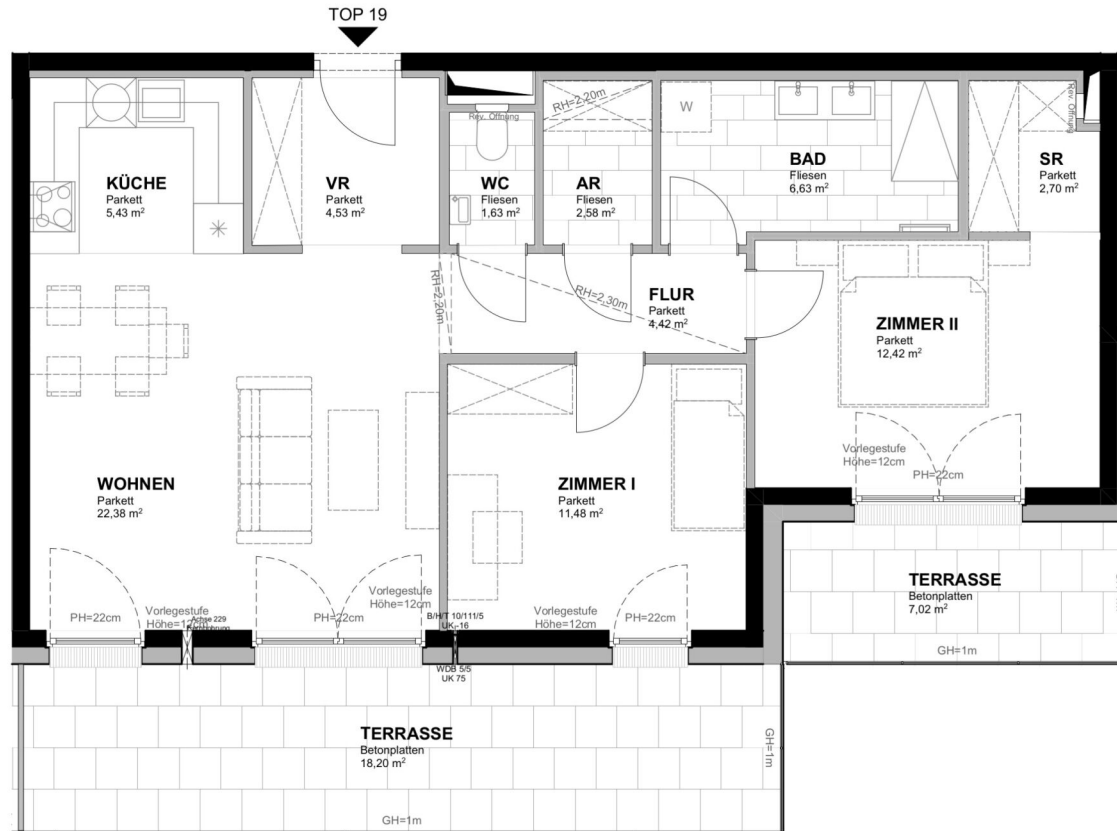 TOP 19
KÜCHE
Parkett
5,43 m²
VR
Parkett
4,53 m²
Rev. Öffnung
WC
Fliesen
1,63 m²
RH=2,20m
AR
Fliesen
2,58 m²
W
BAD
Fliesen
6,63 m²
Rev. Öffnung
SR
Parkett
2,70 m²
RH=2,20m
RH=2,30m
FLUR
Parkett
4,42 m²
ZIMMER II
Parkett
12,42 m²
Vorlegestufe
Höhe=12cm
PH=22cm
WOHNEN
Parkett
22,38 m²
ZIMMER I
Parkett
11,48 m²
PH=22cm
Vorlegestufe
Höhe=12cm
Achse 229
PH=22cm
Vorlegestufe
Höhe=12cm
B/H/T 10/111/5
UK -16
Vorlegestufe
Höhe=12cm
PH=22cm
WDB 5/5
UK 75
TERRASSE
Betonplatten
7,02 m²
GH=1m
TERRASSE
Betonplatten
18,20 m²
GH=1m
GH=1m